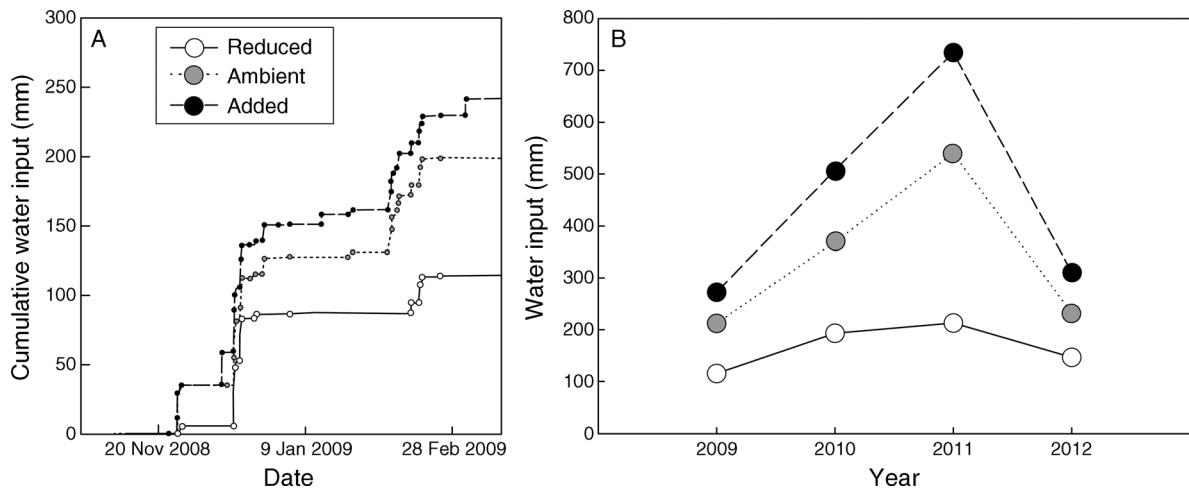 A
Reduced
Ambient
Added
300
250
200
150
100
50
0
Cumulative water input (mm)
20 Nov 2008
9 Jan 2009
28 Feb 2009
Date
B
800
700
600
500
400
300
200
100
0
Water input (mm)
2009
2010
2011
2012
Year